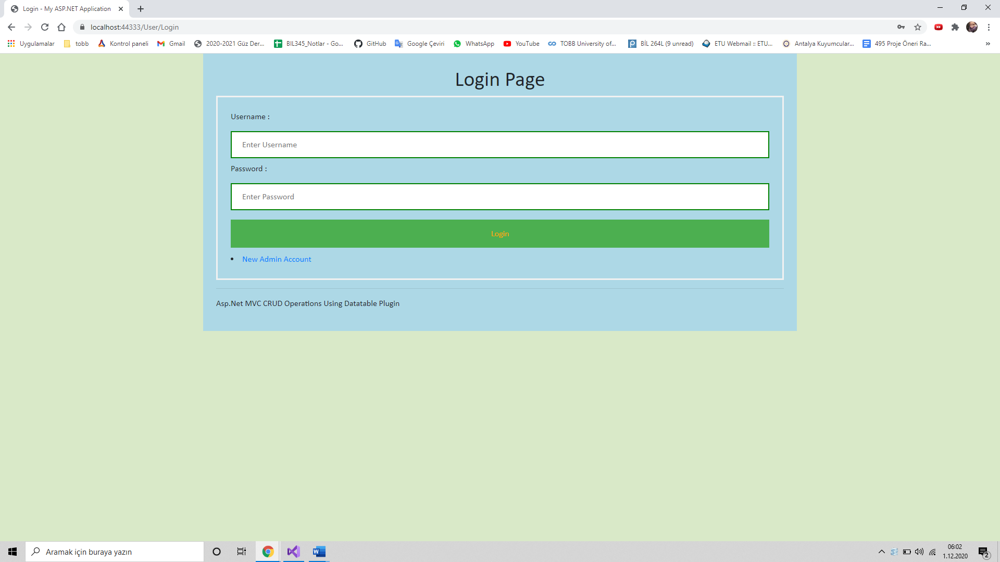 Login - My ASP.NET Application
localhost:44333/User/Login
Uygulamalar tobb Kontrol paneli Gmail 2020-2021 Güz Der... BIL345_Notlar - Go... GitHub Google Çeviri WhatsApp YouTube TOBB University of... BİL 264L (9 unread) ETU Webmail :: ETU... Antalya Kuyumcular... 495 Proje Öneri Ra... »
Login Page
Username :
Enter Username
Password :
Enter Password
Login
New Admin Account
Asp.Net MVC CRUD Operations Using Datatable Plugin
Aramak için buraya yazın
06:02
1.12.2020
2